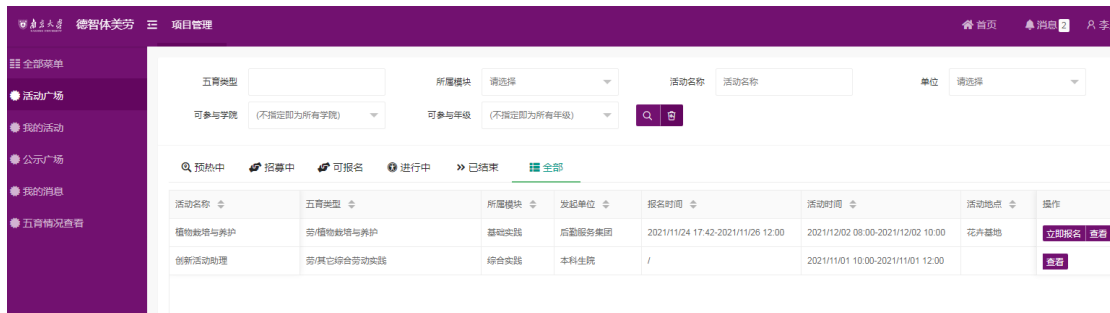 南京大学 德智体美劳 项目管理 首页 消息 2 李
全部菜单
活动广场
我的活动
公示广场
我的消息
五育情况查看
五育类型 所属模块 请选择 活动名称 活动名称 单位 请选择
可参与学院 (不指定即为所有学院) 可参与年级 (不指定即为所有年级)
预热中 招募中 可报名 进行中 已结束 全部
活动名称 五育类型 所属模块 发起单位 报名时间 活动时间 活动地点 操作
植物栽培与养护 劳/植物栽培与养护 基础实践 后勤服务集团 2021/11/24 17:42-2021/11/26 12:00 2021/12/02 08:00-2021/12/02 10:00 花卉基地 立即报名 查看
创新活动助理 劳/其它综合劳动实践 综合实践 本科生院 / 2021/11/01 10:00-2021/11/01 12:00 查看